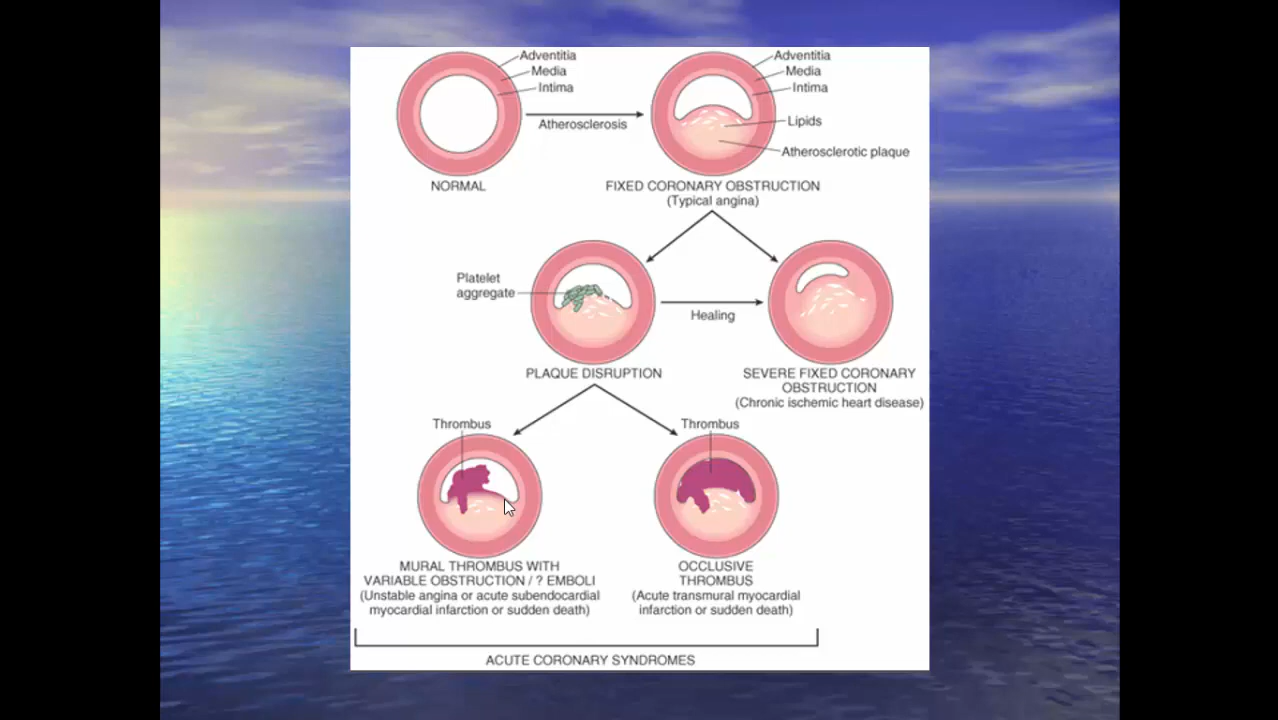 Adventitia
Media
Intima
Atherosclerosis
NORMAL
Adventitia
Media
Intima
Lipids
Atherosclerotic plaque
FIXED CORONARY OBSTRUCTION
(Typical angina)
Platelet
aggregate
PLAQUE DISRUPTION
Healing
SEVERE FIXED CORONARY
OBSTRUCTION
(Chronic ischemic heart disease)
Thrombus
MURAL THROMBUS WITH
VARIABLE OBSTRUCTION / ? EMBOLI
(Unstable angina or acute subendocardial
myocardial infarction or sudden death)
Thrombus
OCCLUSIVE
THROMBUS
(Acute transmural myocardial
infarction or sudden death)
ACUTE CORONARY SYNDROMES